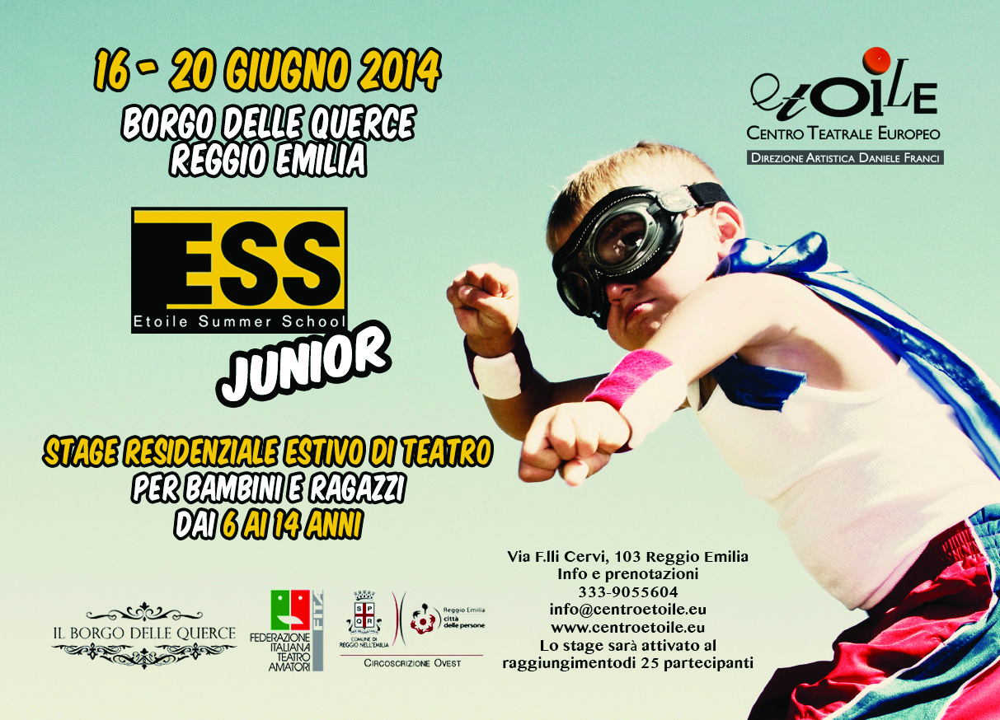 16 - 20 GIUGNO 2014
BORGO DELLE QUERCE
REGGIO EMILIA
ESS
Etoile Summer School
JUNIOR
STAGE RESIDENZIALE ESTIVO DI TEATRO
PER BAMBINI E RAGAZZI
DAI 6 AI 14 ANNI
etOiLE
CENTRO TEATRALE EUROPEO
DIREZIONE ARTISTICA DANIELE FRANCI
Via F.lli Cervi, 103 Reggio Emilia
Info e prenotazioni
333-9055604
info@centroetoile.eu
www.centroetoile.eu
Lo stage sarà attivato al
raggiungimentodi 25 partecipanti
IL BORGO DELLE QUERCE
FITA
FEDERAZIONE
ITALIANA
TEATRO
AMATORI
S P
Q R
COMUNE DI
REGGIO NELL'EMILIA
Reggio Emilia
città
delle persone
CIRCOSCRIZIONE OVEST